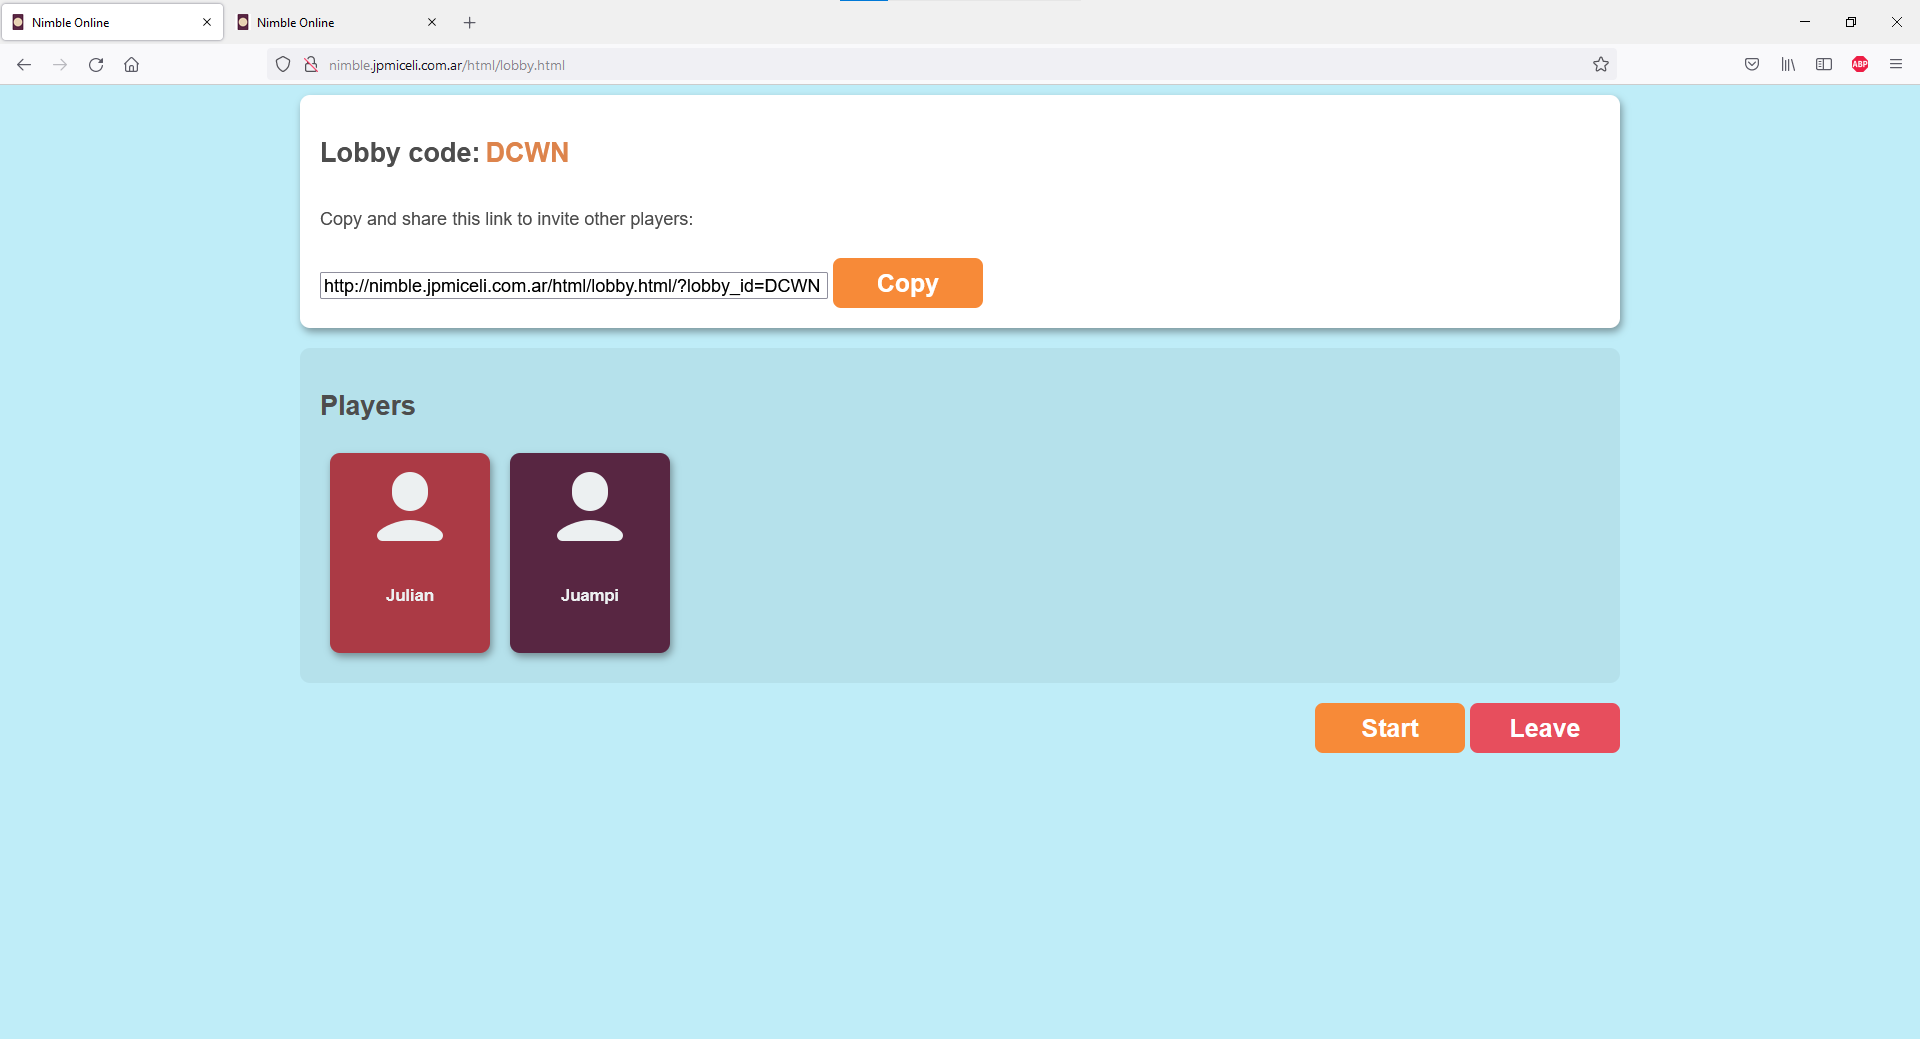 Nimble Online
Nimble Online
nimble.jpmiceli.com.ar/html/lobby.html
ABP
Lobby code: DCWN
Copy and share this link to invite other players:
http://nimble.jpmiceli.com.ar/html/lobby.html/?lobby_id=DCWN
Copy
Players
Julian
Juampi
Start
Leave